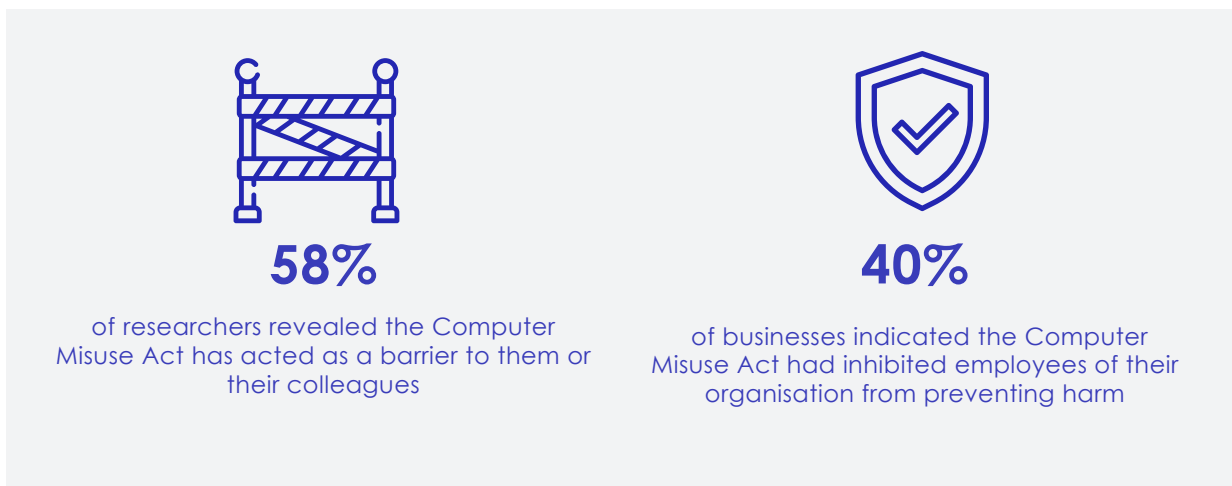 58%
of researchers revealed the Computer
Misuse Act has acted as a barrier to them or
their colleagues
40%
of businesses indicated the Computer
Misuse Act had inhibited employees of their
organisation from preventing harm